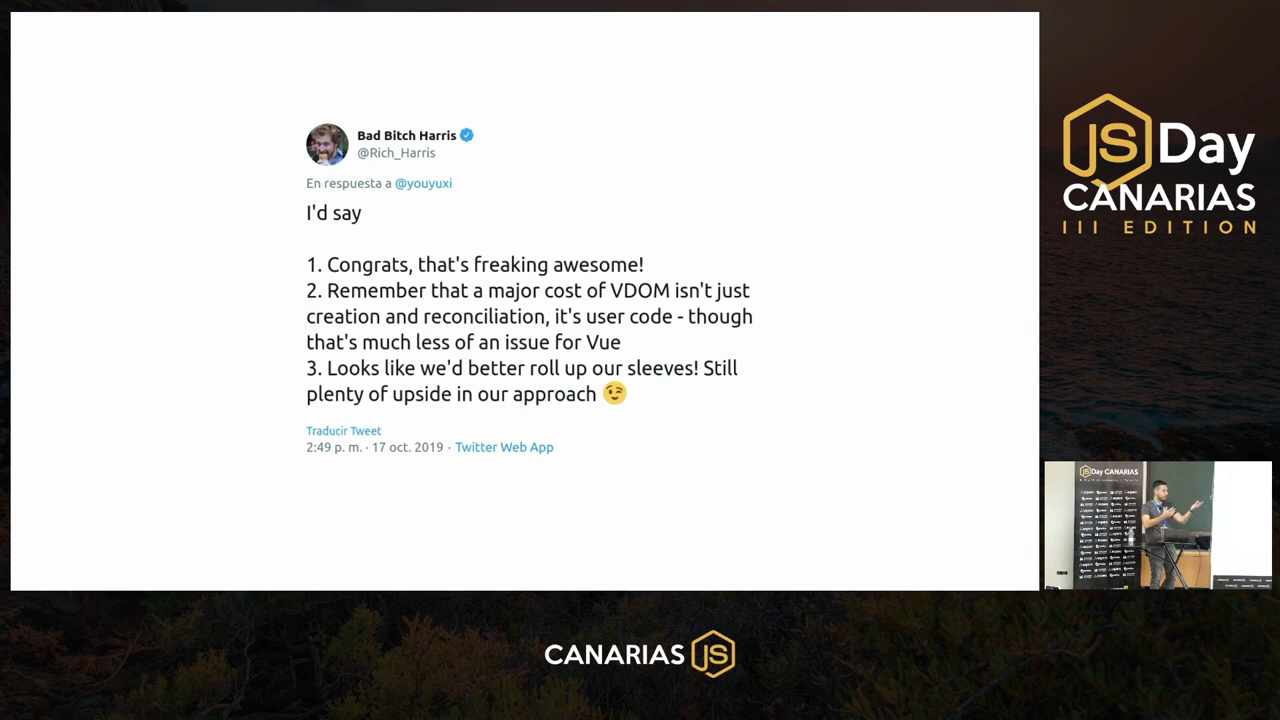 Bad Bitch Harris
@Rich_Harris
En respuesta a @youyuxi
I'd say
1. Congrats, that's freaking awesome!
2. Remember that a major cost of VDOM isn't just
creation and reconciliation, it's user code - though
that's much less of an issue for Vue
3. Looks like we'd better roll up our sleeves! Still
plenty of upside in our approach 😉
Traducir Tweet
2:49 p. m. · 17 oct. 2019 · Twitter Web App
JS Day
CANARIAS
III EDITION
JSDay CANARIAS
CANARIAS JS